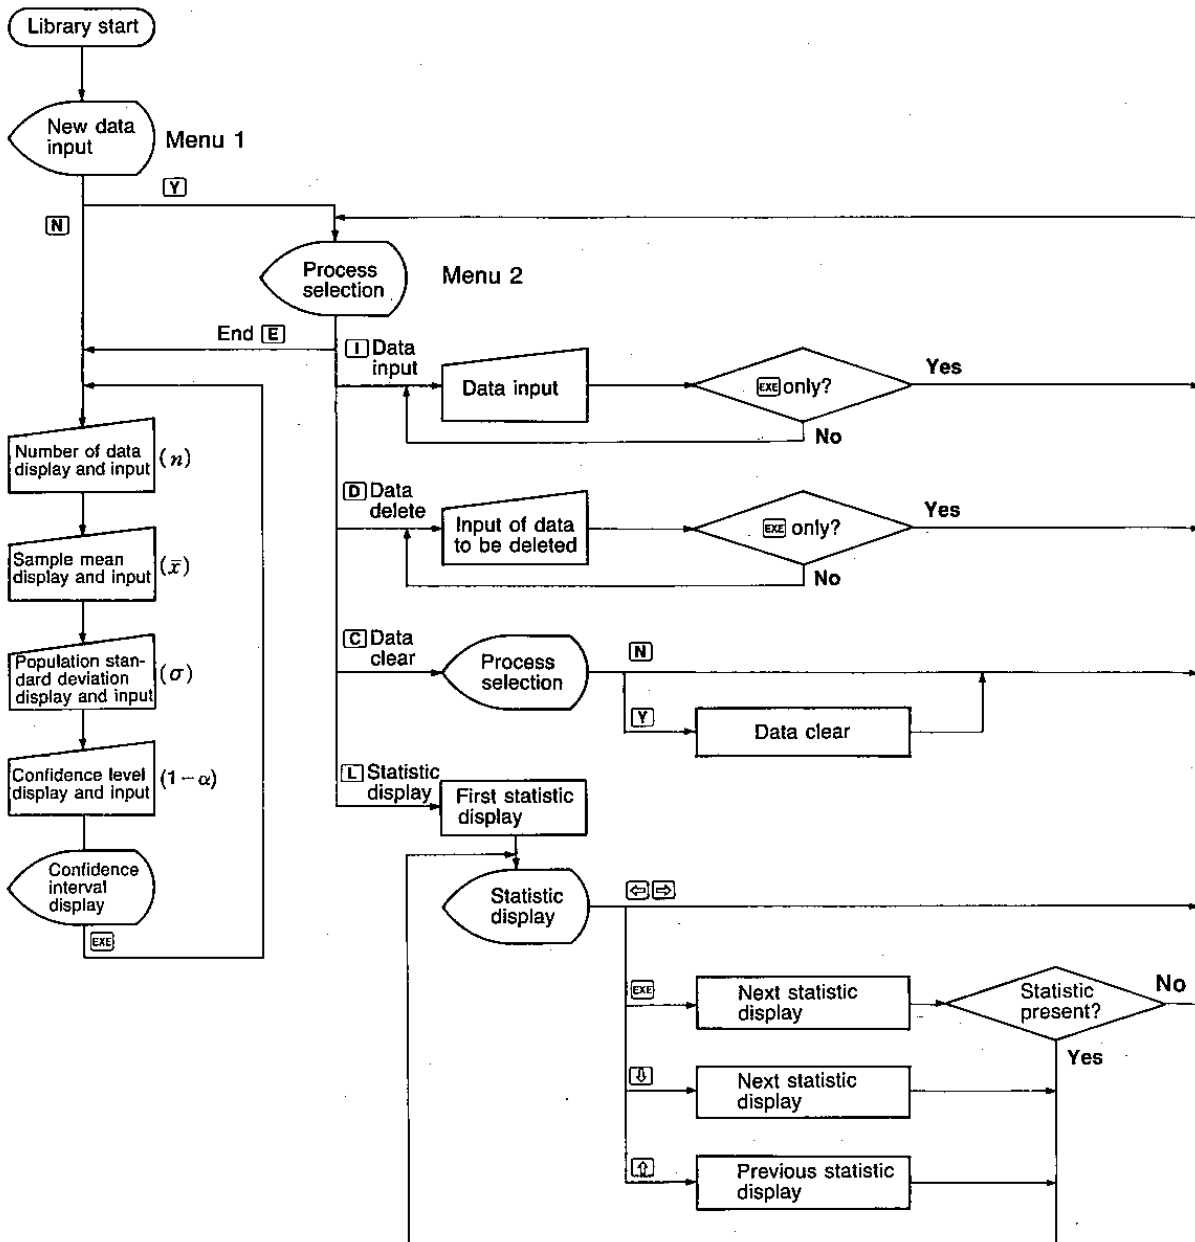 Library start
New data
input
Menu 1
Y
N
Process
selection
Menu 2
End E
I Data
input
Data input
EXE only?
Yes
No
Number of data
display and input
(n)
D Data
delete
Input of data
to be deleted
EXE only?
Yes
No
Sample mean
display and input
(x̄)
C Data
clear
Process
selection
N
Y
Data clear
Population stan-
dard deviation
display and input
(σ)
Confidence level
display and input
(1−α)
L Statistic
display
First statistic
display
Confidence
interval
display
EXE
Statistic
display
⇦ ⇨
EXE
Next statistic
display
Statistic
present?
No
Yes
⇩
Next statistic
display
⇧
Previous statistic
display